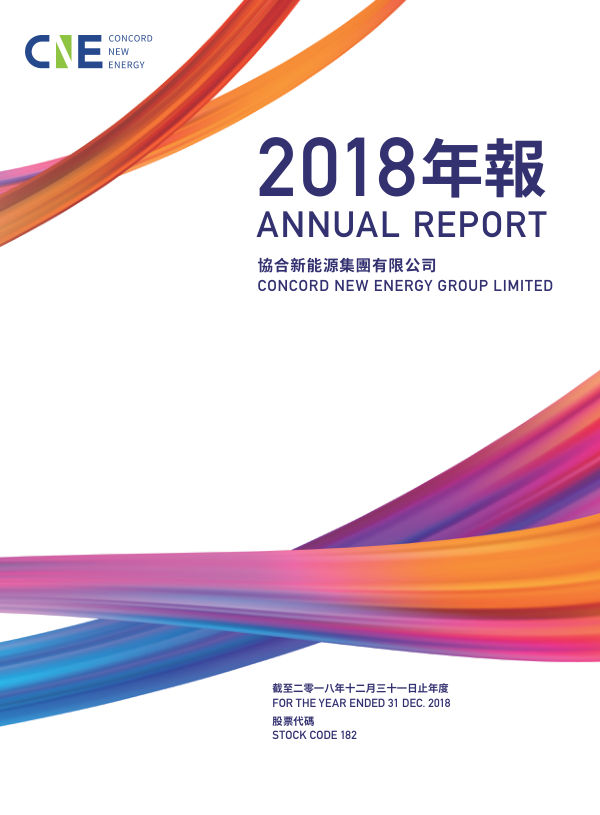 CNE
CONCORD
NEW
ENERGY
2018年報
ANNUAL REPORT
協合新能源集團有限公司
CONCORD NEW ENERGY GROUP LIMITED
截至二零一八年十二月三十一日止年度
FOR THE YEAR ENDED 31 DEC. 2018
股票代碼
STOCK CODE 182